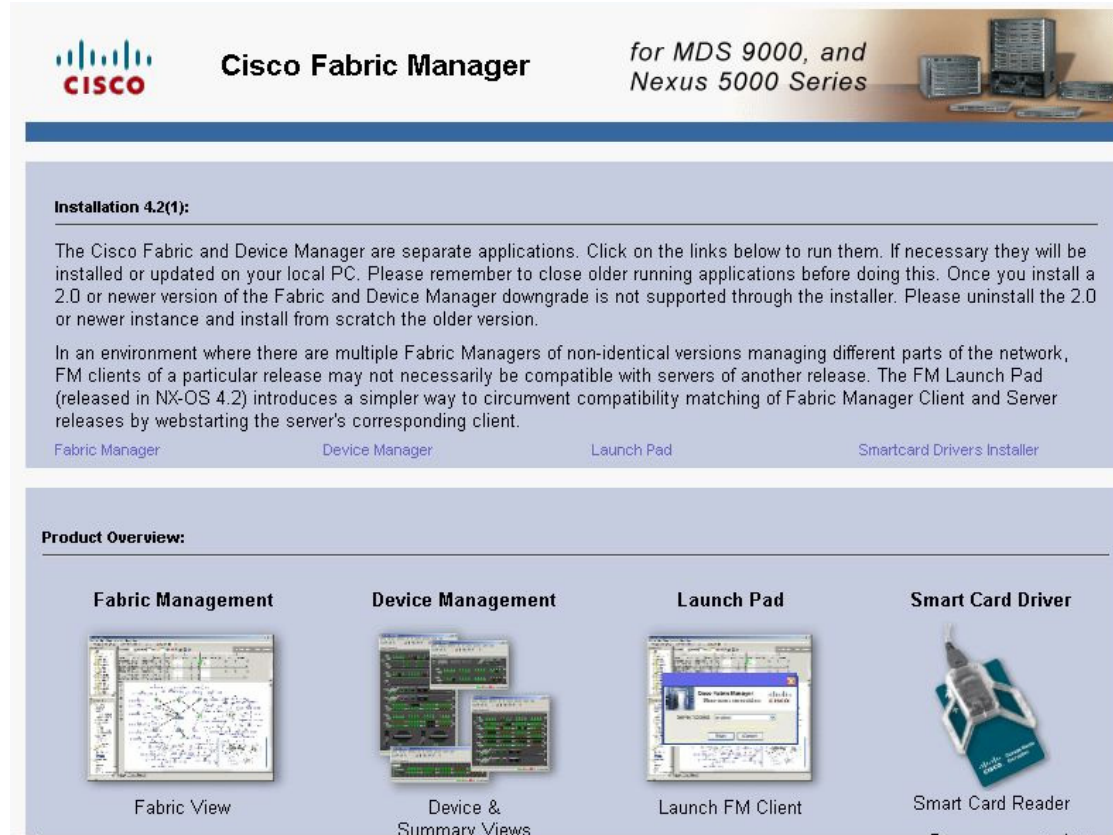 CISCO
Cisco Fabric Manager
for MDS 9000, and
Nexus 5000 Series
Installation 4.2(1):
The Cisco Fabric and Device Manager are separate applications. Click on the links below to run them. If necessary they will be
installed or updated on your local PC. Please remember to close older running applications before doing this. Once you install a
2.0 or newer version of the Fabric and Device Manager downgrade is not supported through the installer. Please uninstall the 2.0
or newer instance and install from scratch the older version.
In an environment where there are multiple Fabric Managers of non-identical versions managing different parts of the network,
FM clients of a particular release may not necessarily be compatible with servers of another release. The FM Launch Pad
(released in NX-OS 4.2) introduces a simpler way to circumvent compatibility matching of Fabric Manager Client and Server
releases by webstarting the server's corresponding client.
Fabric Manager Device Manager Launch Pad Smartcard Drivers Installer
Product Overview:
Fabric Management Device Management Launch Pad Smart Card Driver
Cisco Fabric Manager
CISCO
CISCO
Fabric View Device & Launch FM Client Smart Card Reader
Summary Views